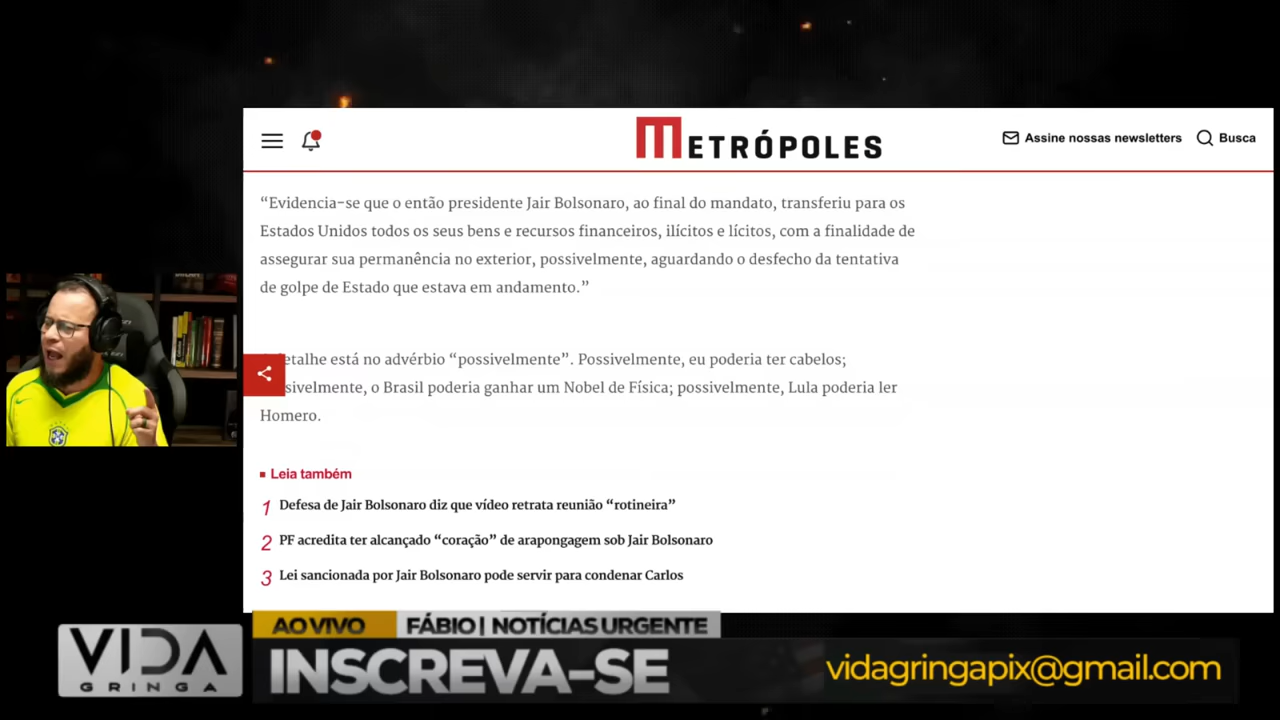 METRÓPOLES
Assine nossas newsletters
Busca
“Evidencia-se que o então presidente Jair Bolsonaro, ao final do mandato, transferiu para os
Estados Unidos todos os seus bens e recursos financeiros, ilícitos e lícitos, com a finalidade de
assegurar sua permanência no exterior, possivelmente, aguardando o desfecho da tentativa
de golpe de Estado que estava em andamento.”
etalhe está no advérbio “possivelmente”. Possivelmente, eu poderia ter cabelos;
sivelmente, o Brasil poderia ganhar um Nobel de Física; possivelmente, Lula poderia ler
Homero.
Leia também
1 Defesa de Jair Bolsonaro diz que vídeo retrata reunião “rotineira”
2 PF acredita ter alcançado “coração” de arapongagem sob Jair Bolsonaro
3 Lei sancionada por Jair Bolsonaro pode servir para condenar Carlos
AO VIVO FÁBIO | NOTÍCIAS URGENTE
VIDA
GRINGA
INSCREVA-SE
vidagringapix@gmail.com